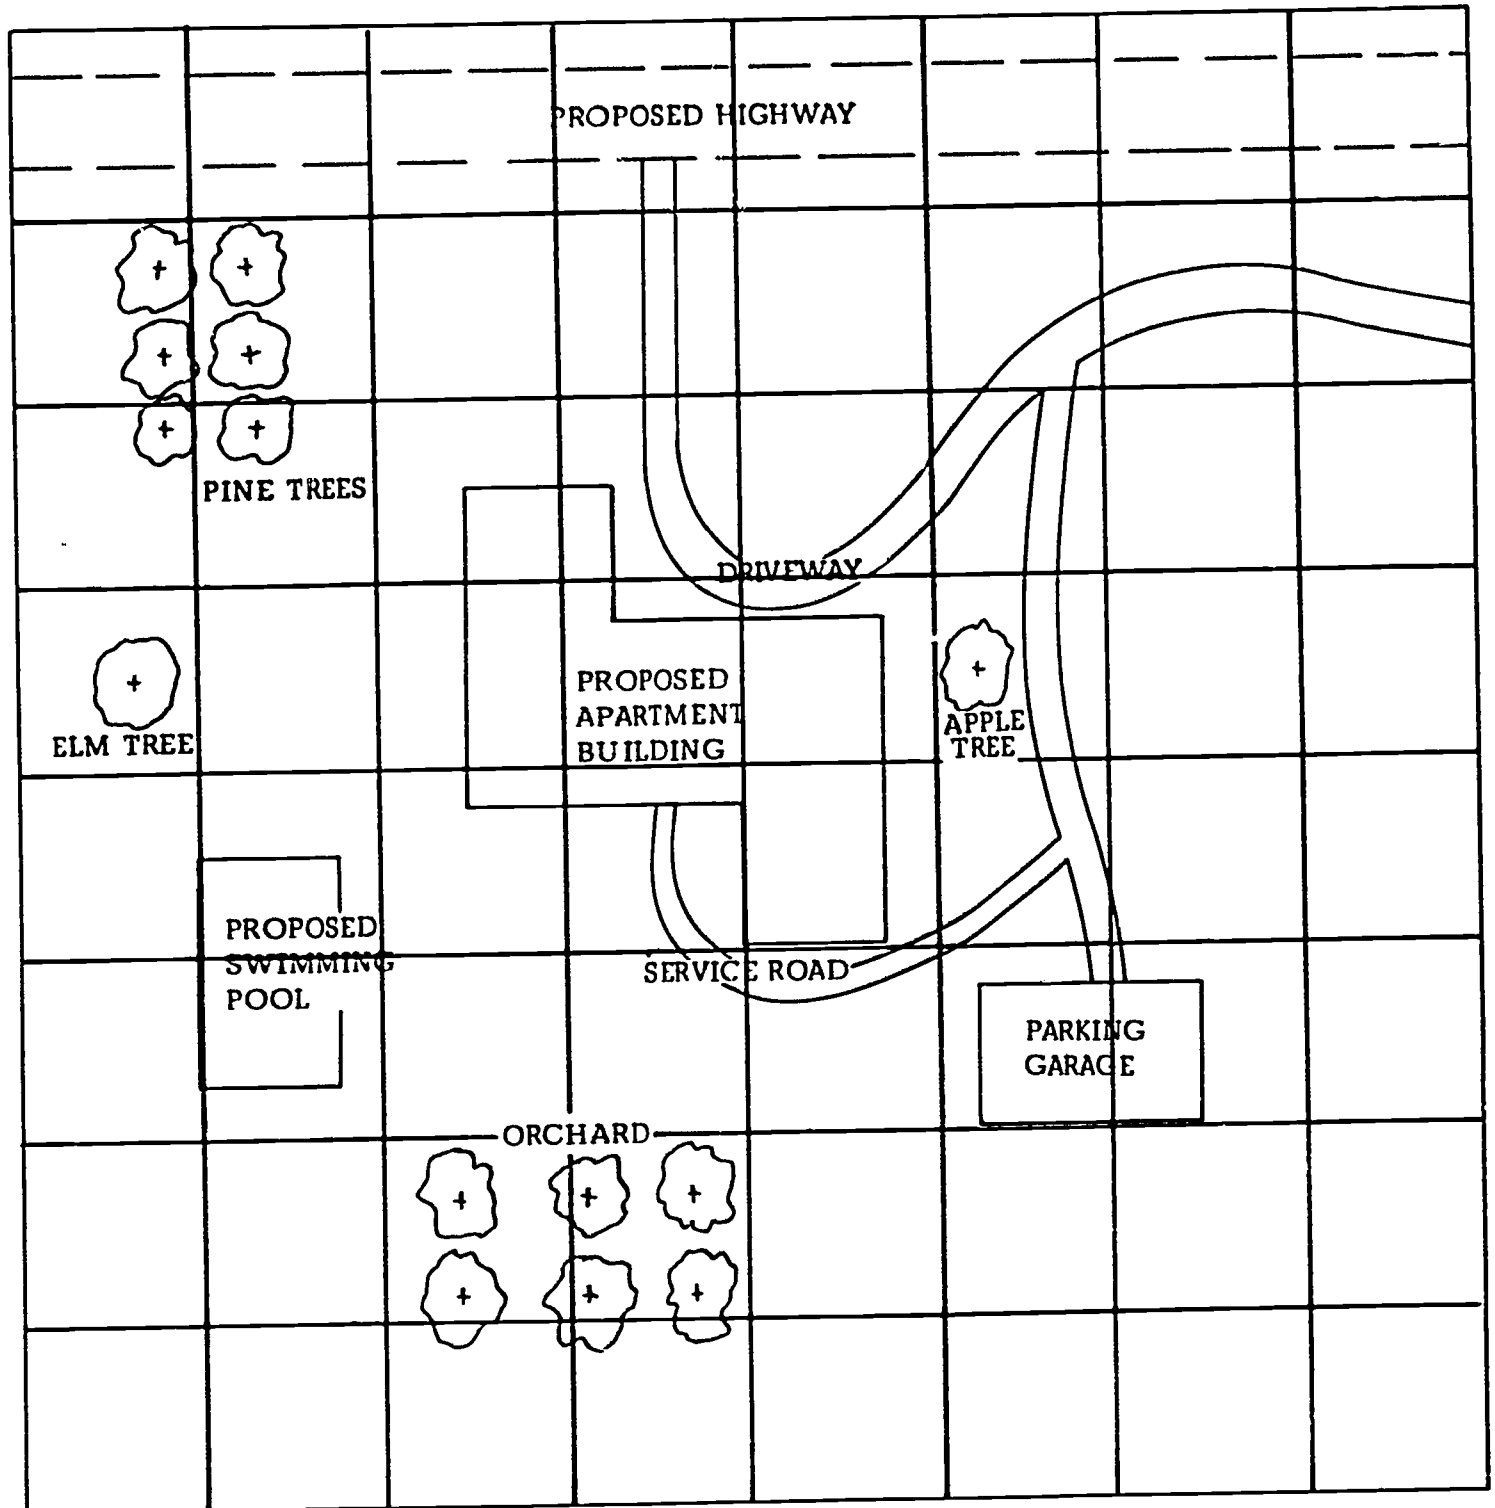 PROPOSED HIGHWAY
PINE TREES
DRIVEWAY
ELM TREE
PROPOSED
APARTMENT
BUILDING
APPLE
TREE
PROPOSED
SWIMMING
POOL
SERVICE ROAD
PARKING
GARAGE
ORCHARD